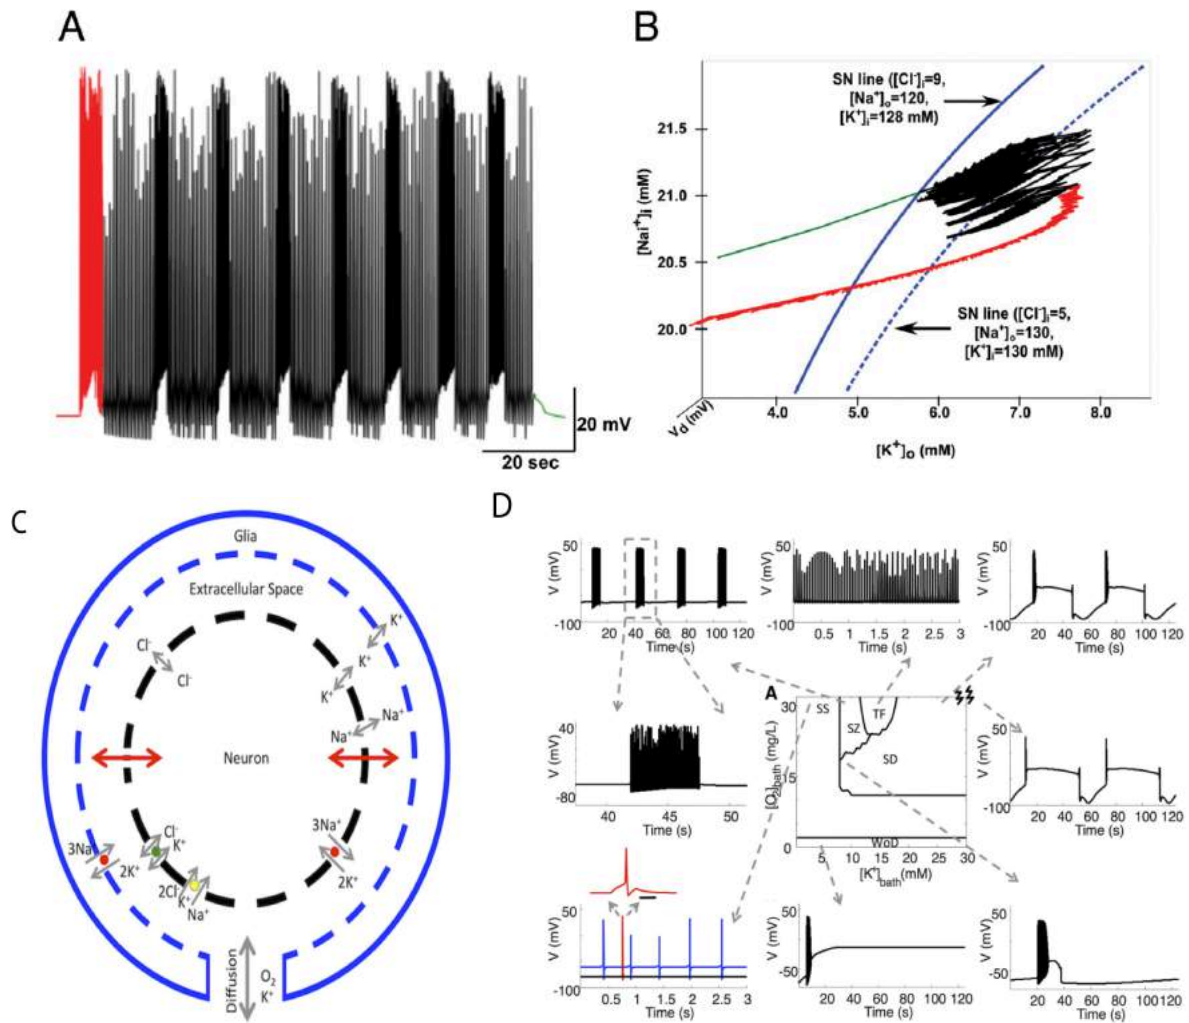 A
20 mV
20 sec
B
SN line ([Cl-]i=9,
[Na+]o=120,
[K+]i=128 mM)
21.5
21.0
20.5
20.0
[Nai+]i (mM)
SN line ([Cl-]i=5,
[Na+]o=130,
[K+]i=130 mM)
Vd (mV)
4.0 5.0 6.0 7.0 8.0
[K+]o (mM)
C
Glia
Extracellular Space
Cl-
Cl-
K+
K+
K+
Na+
Na+
Neuron
3Na
2K+
Cl-
K+
2Cl-
K+
Na+
3Na+
2K+
Diffusion
O2
K+
D
50
V (mV)
-100
20 40 60 80 100 120
Time (s)
50
V (mV)
-100
0.5 1 1.5 2 2.5 3
Time (s)
50
V (mV)
-100
20 40 60 80 100 120
Time (s)
40
V (mV)
-80
40 45 50
Time (s)
A
30
15
0
[O2]bath (mg/L)
SS
SZ
TF
SD
WoD
5 10 15 20 25 30
[K+]bath(mM)
50
V (mV)
-100
20 40 60 80 100 120
Time (s)
50
V (mV)
-100
0.5 1 1.5 2 2.5 3
Time (s)
50
V (mV)
-50
20 40 60 80 100 120
Time (s)
50
V (mV)
-50
20 40 60 80 100 120
Time (s)